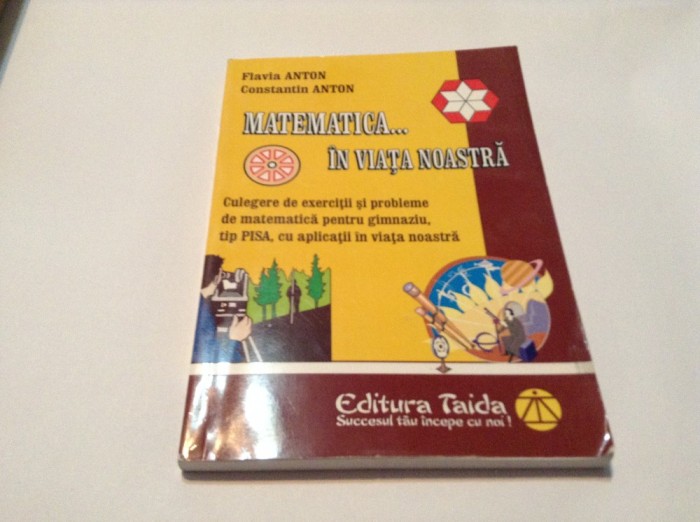 Flavia ANTON
Constantin ANTON
MATEMATICA...
ÎN VIAȚA NOASTRĂ
Culegere de exerciții și probleme
de matematică pentru gimnaziu,
tip PISA, cu aplicații în viața noastră
Editura Taida
Succesul tău începe cu noi!